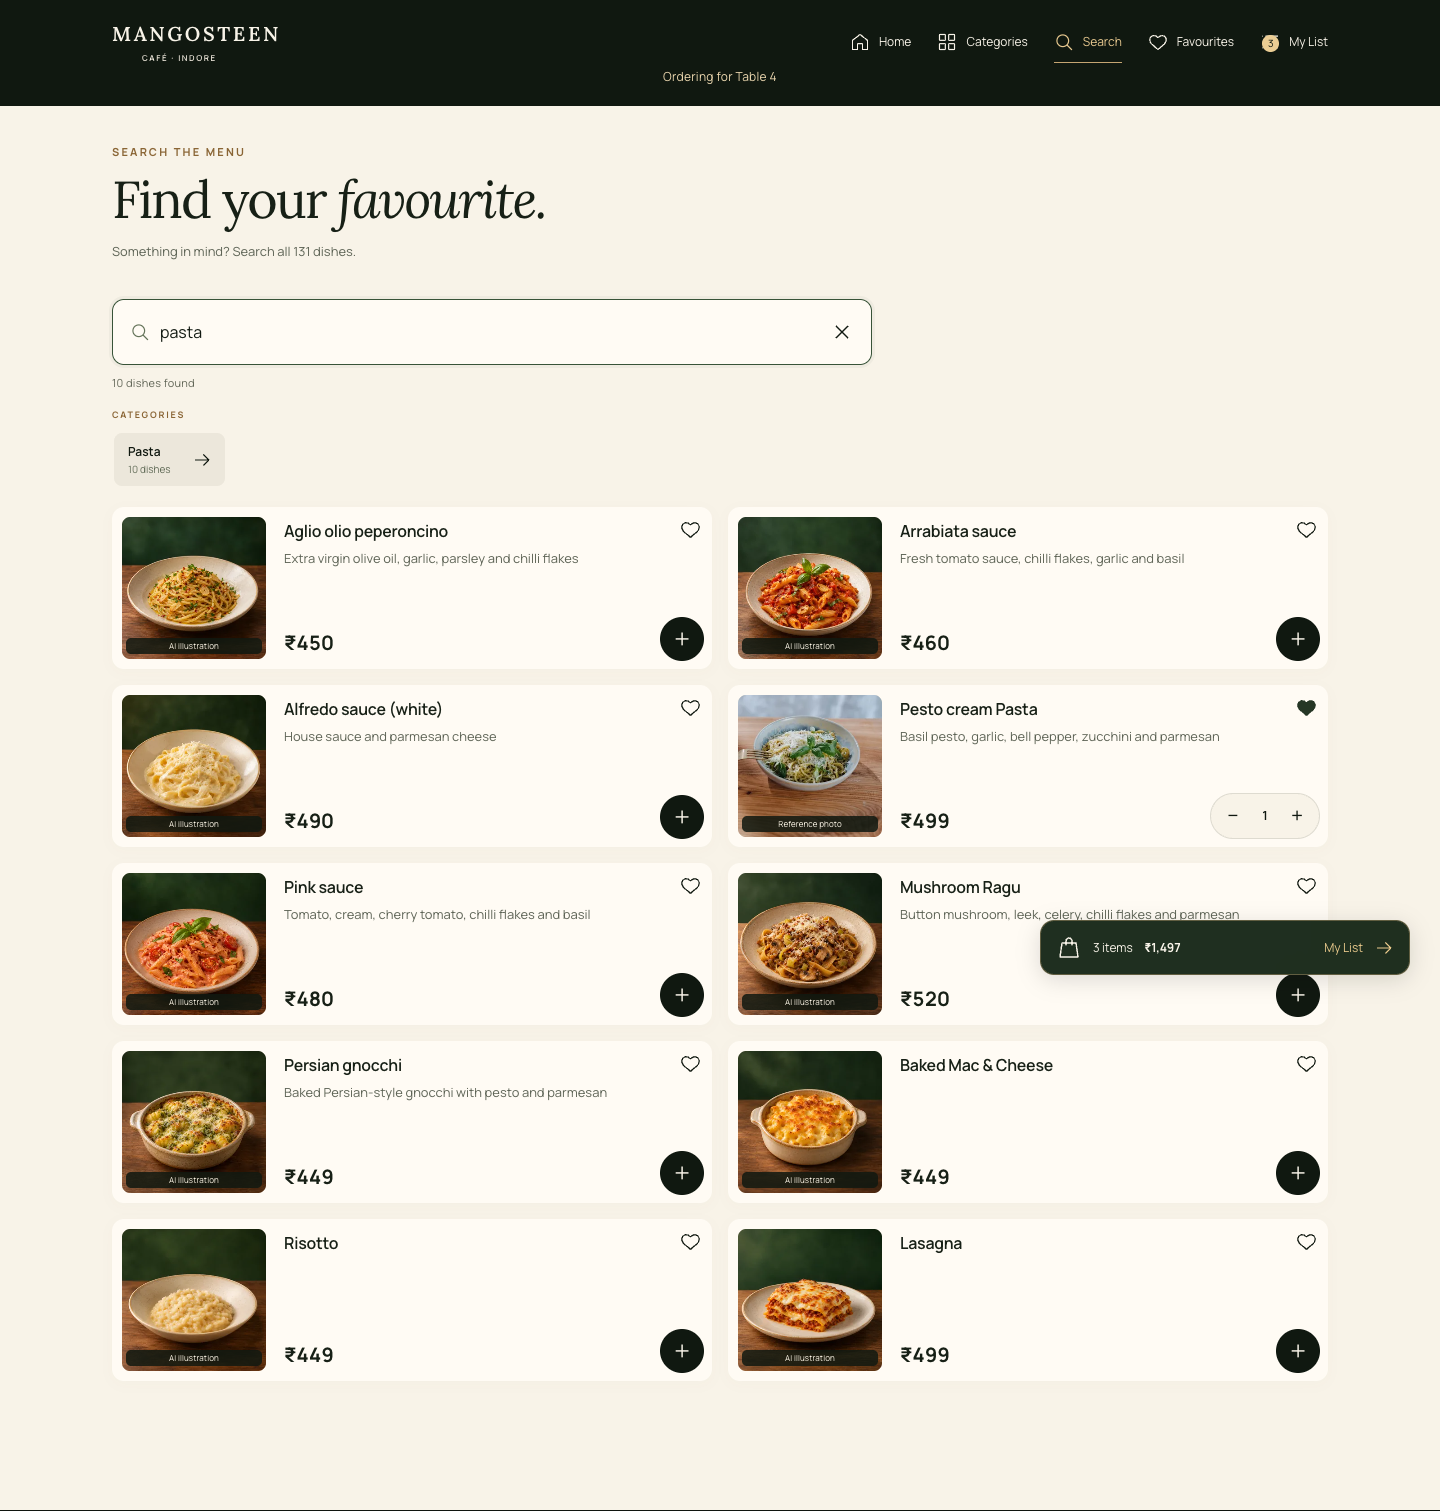 MANGOSTEEN
CAFÉ · INDORE
Home
Categories
Search
Favourites
3
My List
Ordering for Table 4
SEARCH THE MENU
Find your favourite.
Something in mind? Search all 131 dishes.
pasta
10 dishes found
CATEGORIES
Pasta
10 dishes
Aglio olio peperoncino
Extra virgin olive oil, garlic, parsley and chilli flakes
AI illustration
₹450
Arrabiata sauce
Fresh tomato sauce, chilli flakes, garlic and basil
AI illustration
₹460
Alfredo sauce (white)
House sauce and parmesan cheese
AI illustration
₹490
Pesto cream Pasta
Basil pesto, garlic, bell pepper, zucchini and parmesan
Reference photo
₹499
1
Pink sauce
Tomato, cream, cherry tomato, chilli flakes and basil
AI illustration
₹480
Mushroom Ragu
Button mushroom, leek, celery, chilli flakes and parmesan
3 items ₹1,497
My List
AI illustration
₹520
Persian gnocchi
Baked Persian-style gnocchi with pesto and parmesan
AI illustration
₹449
Baked Mac & Cheese
AI illustration
₹449
Risotto
AI illustration
₹449
Lasagna
AI illustration
₹499